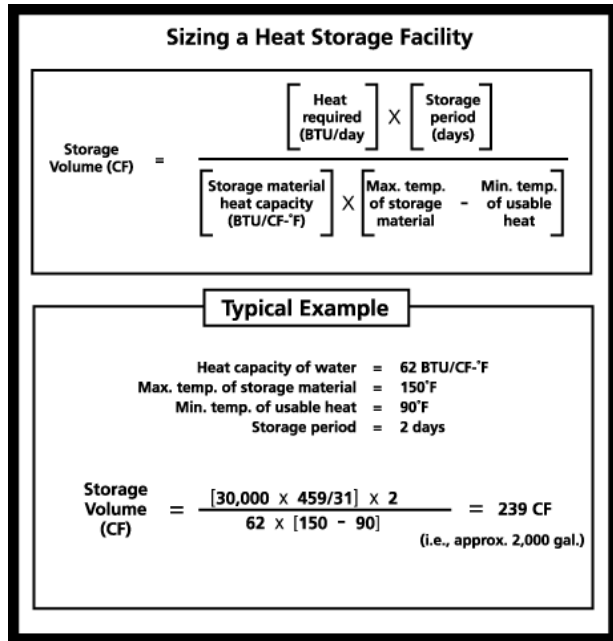 Sizing a Heat Storage Facility
Storage
Volume (CF) =
[Heat
required
(BTU/day] X [Storage
period
(days)]
[Storage material
heat capacity
(BTU/CF-°F)] X [Max. temp.
of storage
material - Min. temp.
of usable
heat]
Typical Example
Heat capacity of water = 62 BTU/CF-°F
Max. temp. of storage material = 150°F
Min. temp. of usable heat = 90°F
Storage period = 2 days
Storage
Volume
(CF) =
[30,000 X 459/31] X 2
62 X [150 - 90]
= 239 CF
(i.e., approx. 2,000 gal.)